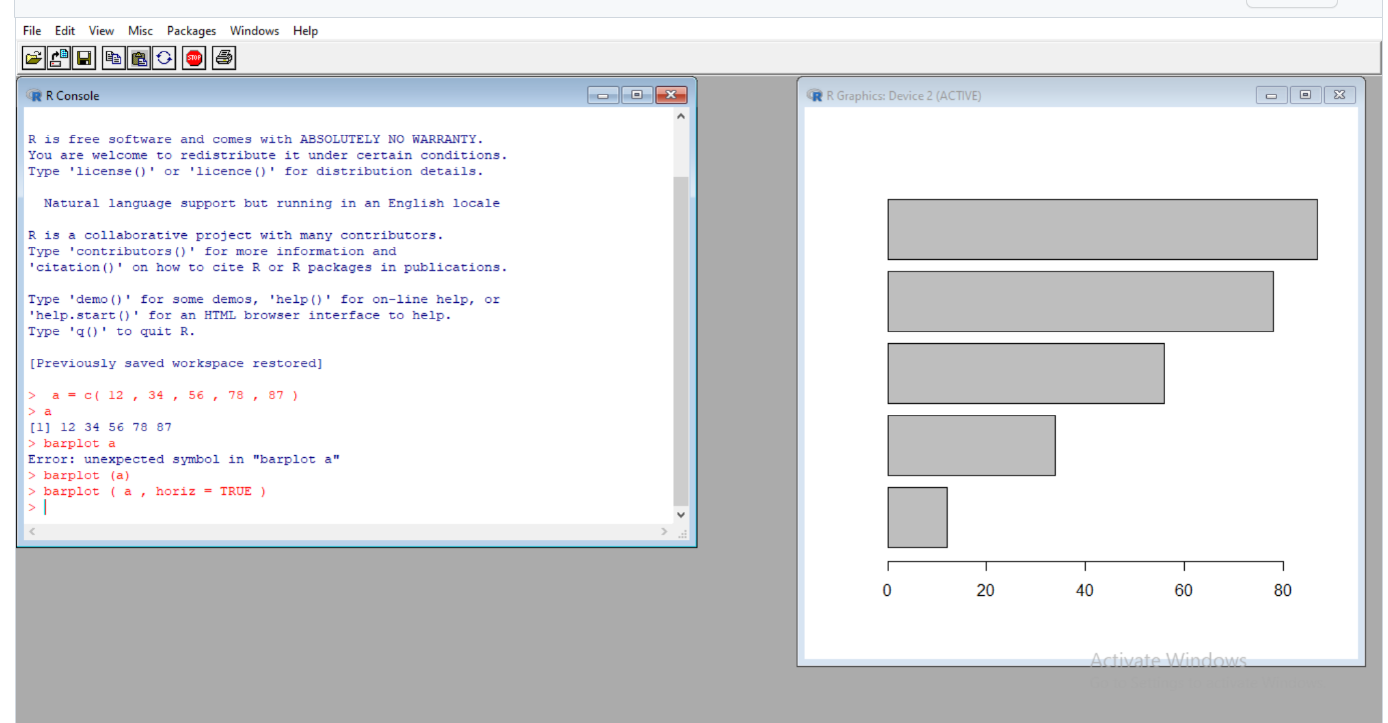 File Edit View Misc Packages Windows Help
STOP
R R Console
R is free software and comes with ABSOLUTELY NO WARRANTY.
You are welcome to redistribute it under certain conditions.
Type 'license()' or 'licence()' for distribution details.
Natural language support but running in an English locale
R is a collaborative project with many contributors.
Type 'contributors()' for more information and
'citation()' on how to cite R or R packages in publications.
Type 'demo()' for some demos, 'help()' for on-line help, or
'help.start()' for an HTML browser interface to help.
Type 'q()' to quit R.
[Previously saved workspace restored]
>  a = c( 12 , 34 , 56 , 78 , 87 )
> a
[1] 12 34 56 78 87
> barplot a
Error: unexpected symbol in "barplot a"
> barplot (a)
> barplot ( a , horiz = TRUE )
>
R R Graphics: Device 2 (ACTIVE)
0 20 40 60 80
Activate Windows